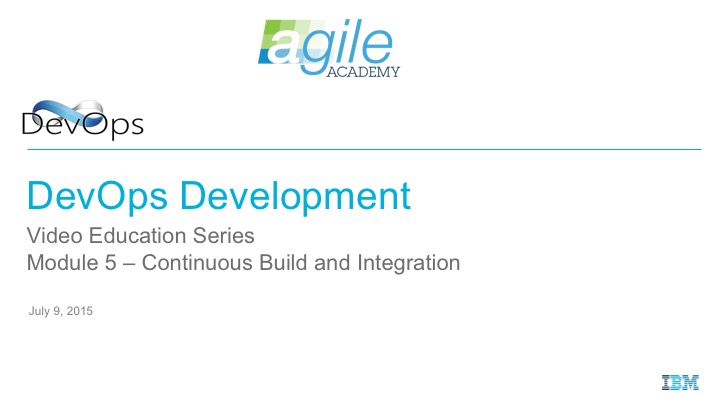 agile
ACADEMY
DevOps
DevOps Development
Video Education Series
Module 5 – Continuous Build and Integration
July 9, 2015
IBM